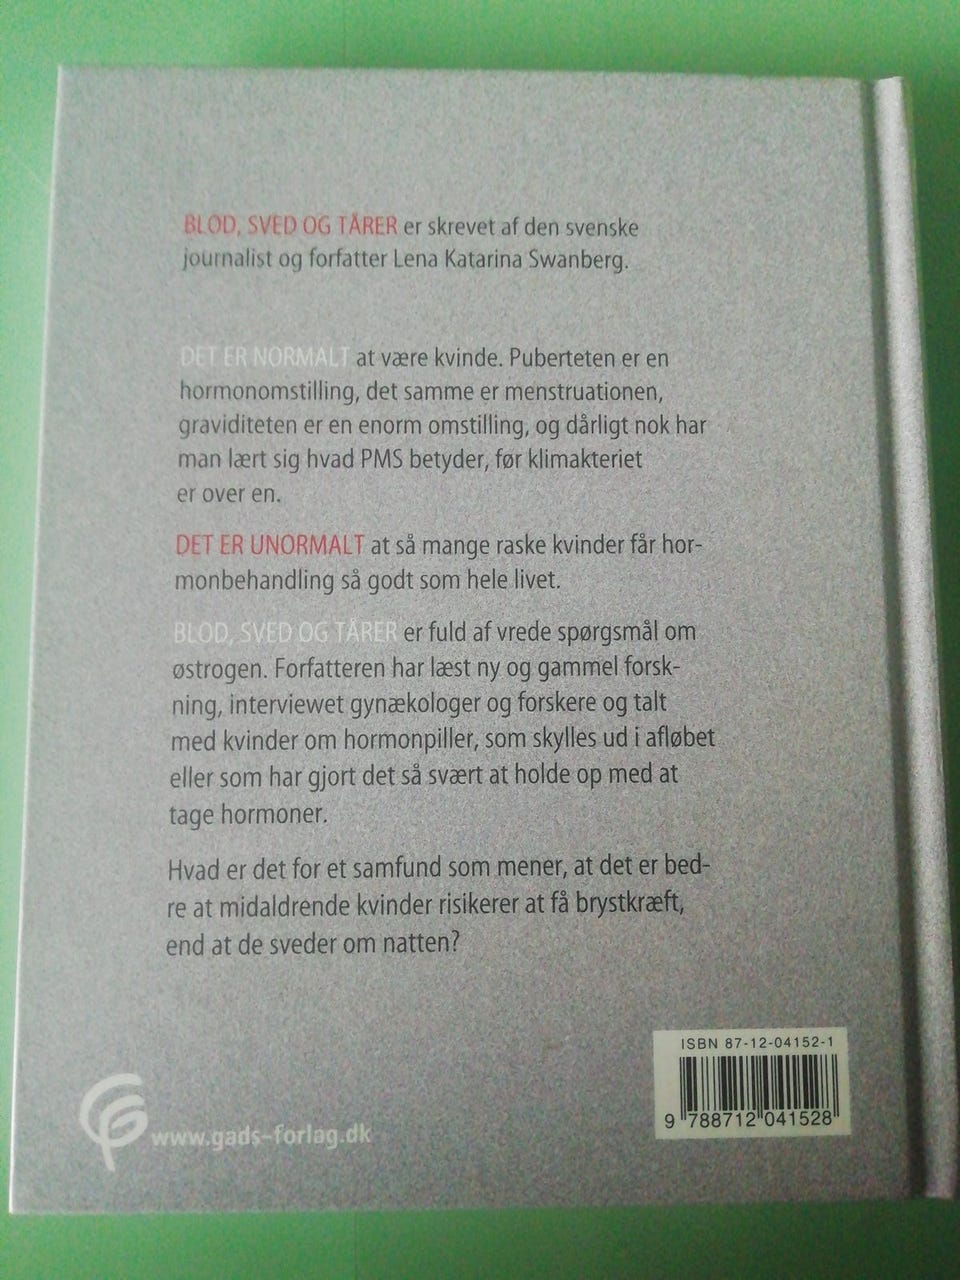 BLOD, SVED OG TÅRER er skrevet af den svenske
journalist og forfatter Lena Katarina Swanberg.
DET ER NORMALT at være kvinde. Puberteten er en
hormonomstilling, det samme er menstruationen,
graviditeten er en enorm omstilling, og dårligt nok har
man lært sig hvad PMS betyder, før klimakteriet
er over en.
DET ER UNORMALT at så mange raske kvinder får hor-
monbehandling så godt som hele livet.
BLOD, SVED OG TÅRER er fuld af vrede spørgsmål om
østrogen. Forfatteren har læst ny og gammel forsk-
ning, interviewet gynækologer og forskere og talt
med kvinder om hormonpiller, som skylles ud i afløbet
eller som har gjort det så svært at holde op med at
tage hormoner.
Hvad er det for et samfund som mener, at det er bed-
re at midaldrende kvinder risikerer at få brystkræft,
end at de sveder om natten?
ISBN 87-12-04152-1
9 788712 041528
www.gads-forlag.dk